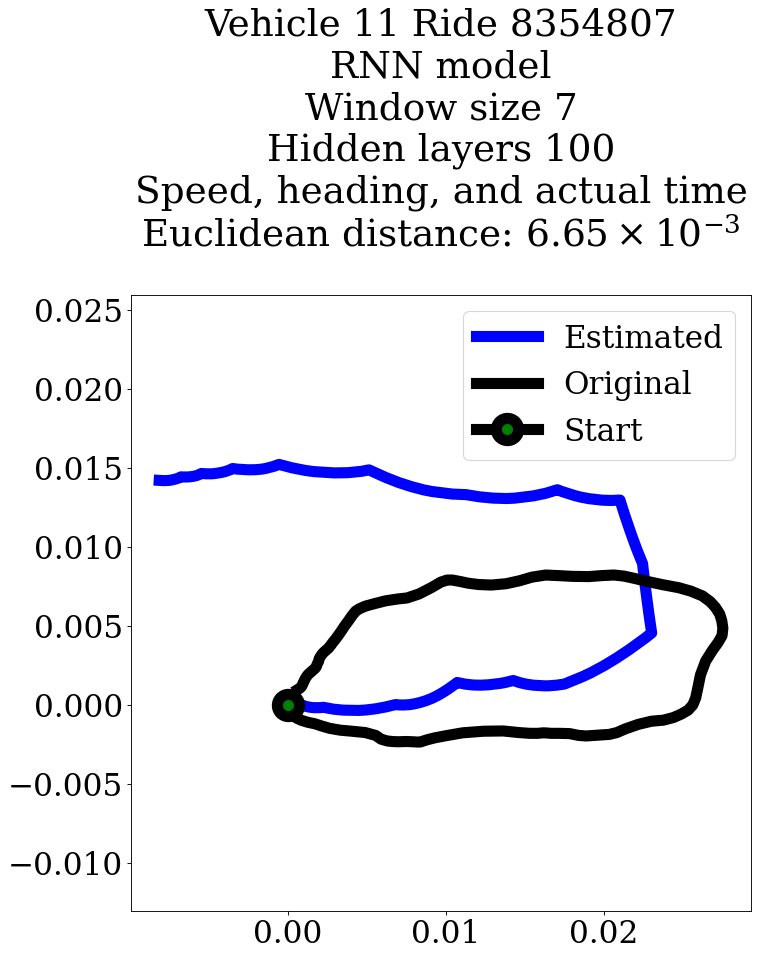 Vehicle 11 Ride 8354807
RNN model
Window size 7
Hidden layers 100
Speed, heading, and actual time
Euclidean distance: 6.65 × 10⁻³
0.025
0.020
0.015
0.010
0.005
0.000
−0.005
−0.010
Estimated
Original
Start
0.00 0.01 0.02